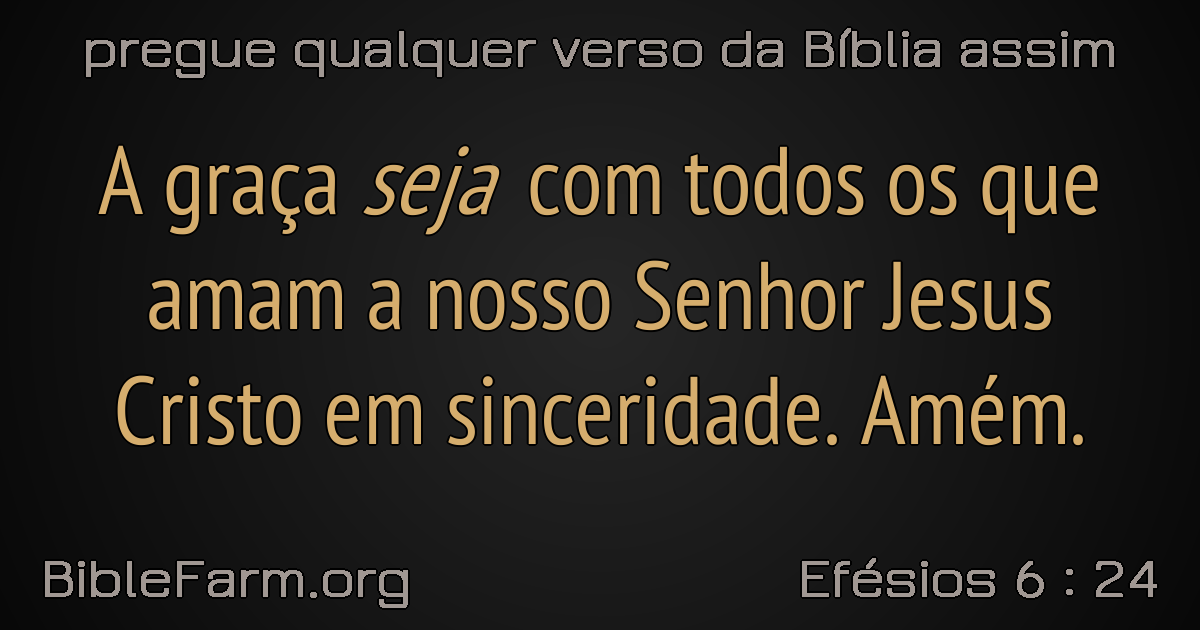 pregue qualquer verso da Bíblia assim
A graça seja com todos os que
amam a nosso Senhor Jesus
Cristo em sinceridade. Amém.
BibleFarm.org
Efésios 6 : 24